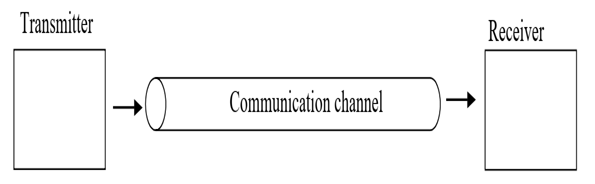 Transmitter
Receiver
Communication channel